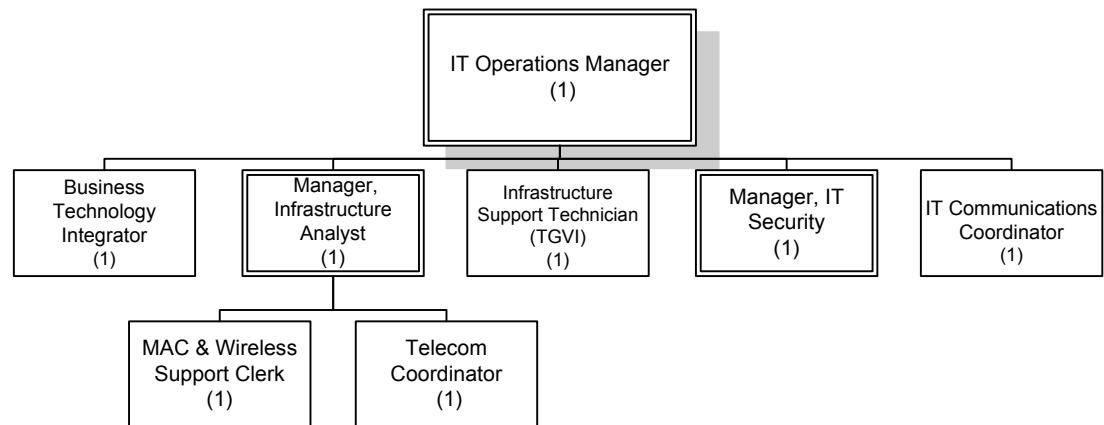 IT Operations Manager
(1)
Business
Technology
Integrator
(1)
Manager,
Infrastructure
Analyst
(1)
Infrastructure
Support Technician
(TGVI)
(1)
Manager, IT
Security
(1)
IT Communications
Coordinator
(1)
MAC & Wireless
Support Clerk
(1)
Telecom
Coordinator
(1)